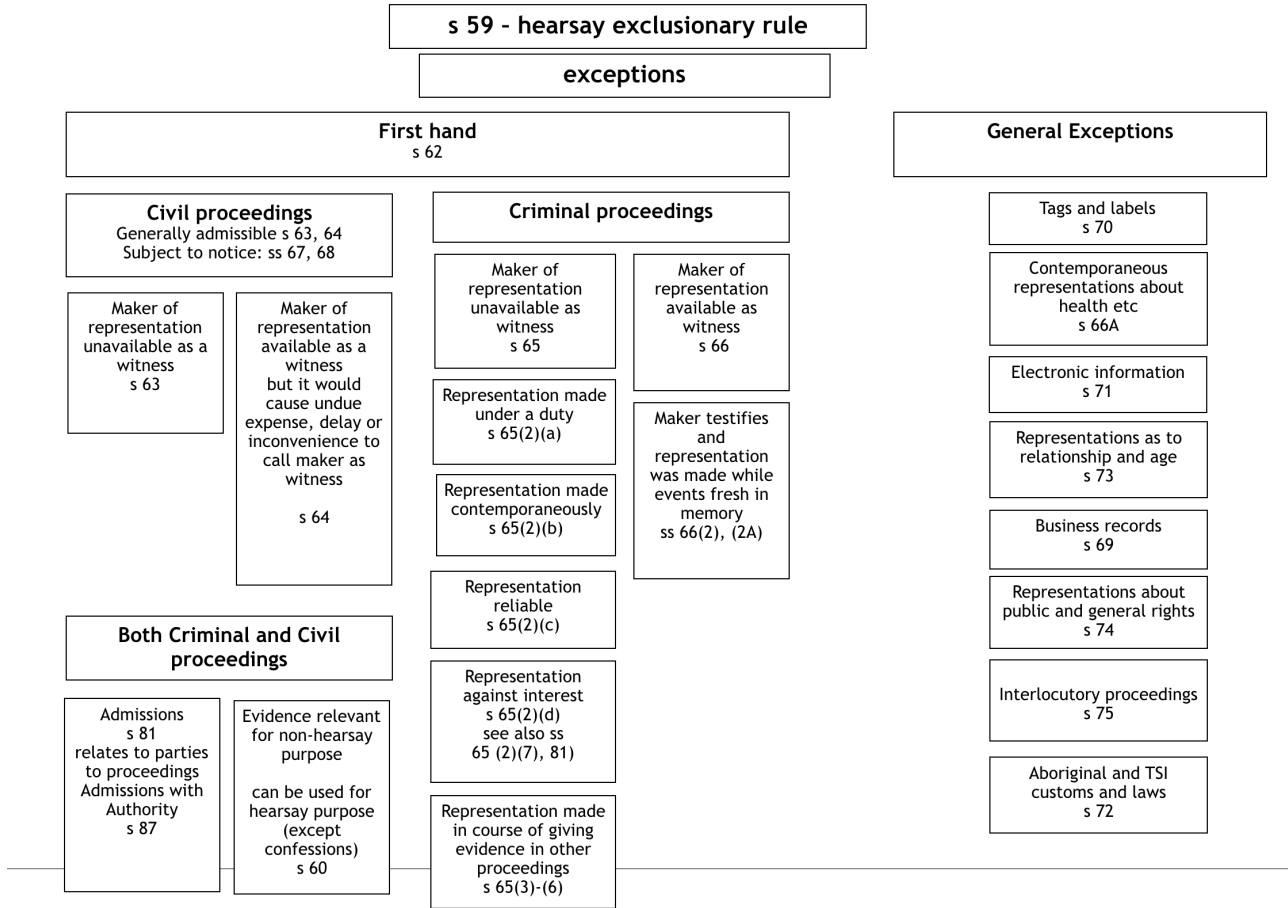 s 59 – hearsay exclusionary rule
exceptions
First hand
s 62
Civil proceedings
Generally admissible s 63, 64
Subject to notice: ss 67, 68
Maker of
representation
unavailable as a
witness
s 63
Maker of
representation
available as a
witness
but it would
cause undue
expense, delay or
inconvenience to
call maker as
witness
s 64
Both Criminal and Civil
proceedings
Admissions
s 81
relates to parties
to proceedings
Admissions with
Authority
s 87
Evidence relevant
for non-hearsay
purpose
can be used for
hearsay purpose
(except
confessions)
s 60
Criminal proceedings
Maker of
representation
unavailable as
witness
s 65
Representation made
under a duty
s 65(2)(a)
Representation made
contemporaneously
s 65(2)(b)
Representation
reliable
s 65(2)(c)
Representation
against interest
s 65(2)(d)
see also ss
65 (2)(7), 81)
Representation made
in course of giving
evidence in other
proceedings
s 65(3)-(6)
Maker of
representation
available as
witness
s 66
Maker testifies
and
representation
was made while
events fresh in
memory
ss 66(2), (2A)
General Exceptions
Tags and labels
s 70
Contemporaneous
representations about
health etc
s 66A
Electronic information
s 71
Representations as to
relationship and age
s 73
Business records
s 69
Representations about
public and general rights
s 74
Interlocutory proceedings
s 75
Aboriginal and TSI
customs and laws
s 72